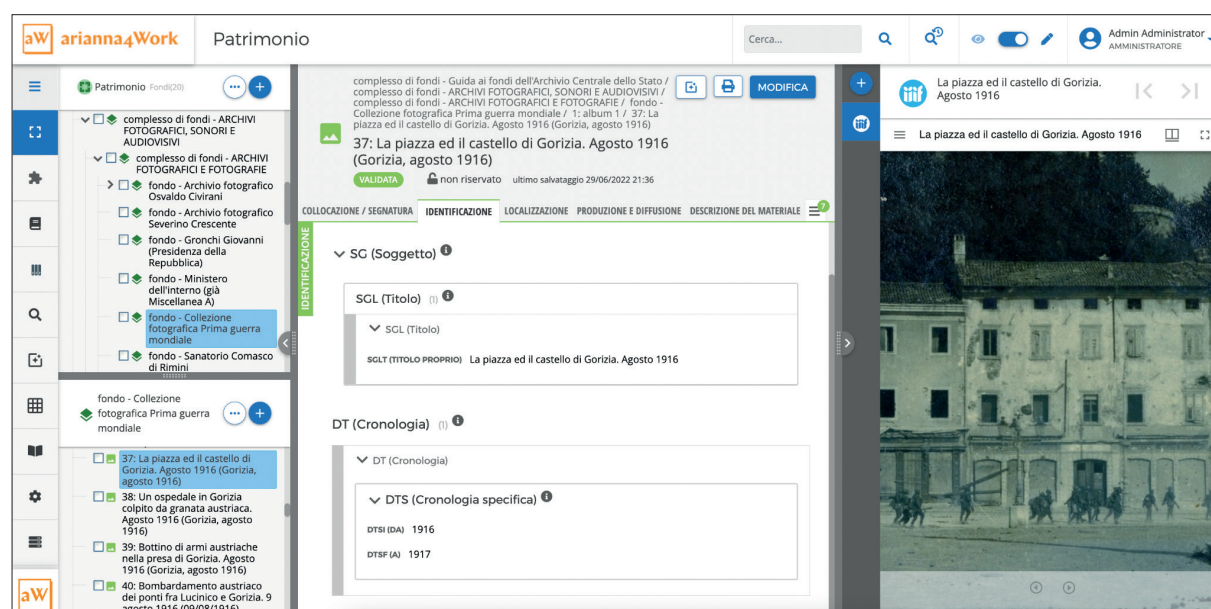 aW arianna4Work
Patrimonio
Cerca...
Admin Administrator
AMMINISTRATORE
Patrimonio Fondi(20)
complesso di fondi - ARCHIVI
FOTOGRAFICI, SONORI E
AUDIOVISIVI
complesso di fondi - ARCHIVI
FOTOGRAFICI E FOTOGRAFIE
fondo - Archivio fotografico
Osvaldo Civirani
fondo - Archivio fotografico
Severino Crescente
fondo - Gronchi Giovanni
(Presidenza della
Repubblica)
fondo - Ministero
dell'interno (già
Miscellanea A)
fondo - Collezione
fotografica Prima guerra
mondiale
fondo - Sanatorio Comasco
di Rimini
fondo - Collezione
fotografica Prima guerra
mondiale
37: La piazza ed il castello di
Gorizia. Agosto 1916 (Gorizia,
agosto 1916)
38: Un ospedale in Gorizia
colpito da granata austriaca.
Agosto 1916 (Gorizia, agosto
1916)
39: Bottino di armi austriache
nella presa di Gorizia. Agosto
1916 (Gorizia, agosto 1916)
40: Bombardamento austriaco
dei ponti fra Lucinico e Gorizia. 9
agosto 1916 (09/08/1916)
aW
complesso di fondi - Guida ai fondi dell'Archivio Centrale dello Stato /
complesso di fondi - ARCHIVI FOTOGRAFICI, SONORI E AUDIOVISIVI /
complesso di fondi - ARCHIVI FOTOGRAFICI E FOTOGRAFIE / fondo -
Collezione fotografica Prima guerra mondiale / 1: album 1 / 37: La
piazza ed il castello di Gorizia. Agosto 1916 (Gorizia, agosto 1916)
MODIFICA
37: La piazza ed il castello di Gorizia. Agosto 1916
(Gorizia, agosto 1916)
VALIDATA non riservato ultimo salvataggio 29/06/2022 21:36
COLLOCAZIONE / SEGNATURA IDENTIFICAZIONE LOCALIZZAZIONE PRODUZIONE E DIFFUSIONE DESCRIZIONE DEL MATERIALE 7
IDENTIFICAZIONE
SG (Soggetto)
SGL (Titolo) (1)
SGL (Titolo)
SGLT (TITOLO PROPRIO) La piazza ed il castello di Gorizia. Agosto 1916
DT (Cronologia) (1)
DT (Cronologia)
DTS (Cronologia specifica)
DTSI (DA) 1916
DTSF (A) 1917
iiif
La piazza ed il castello di Gorizia.
Agosto 1916
iiif
La piazza ed il castello di Gorizia. Agosto 1916